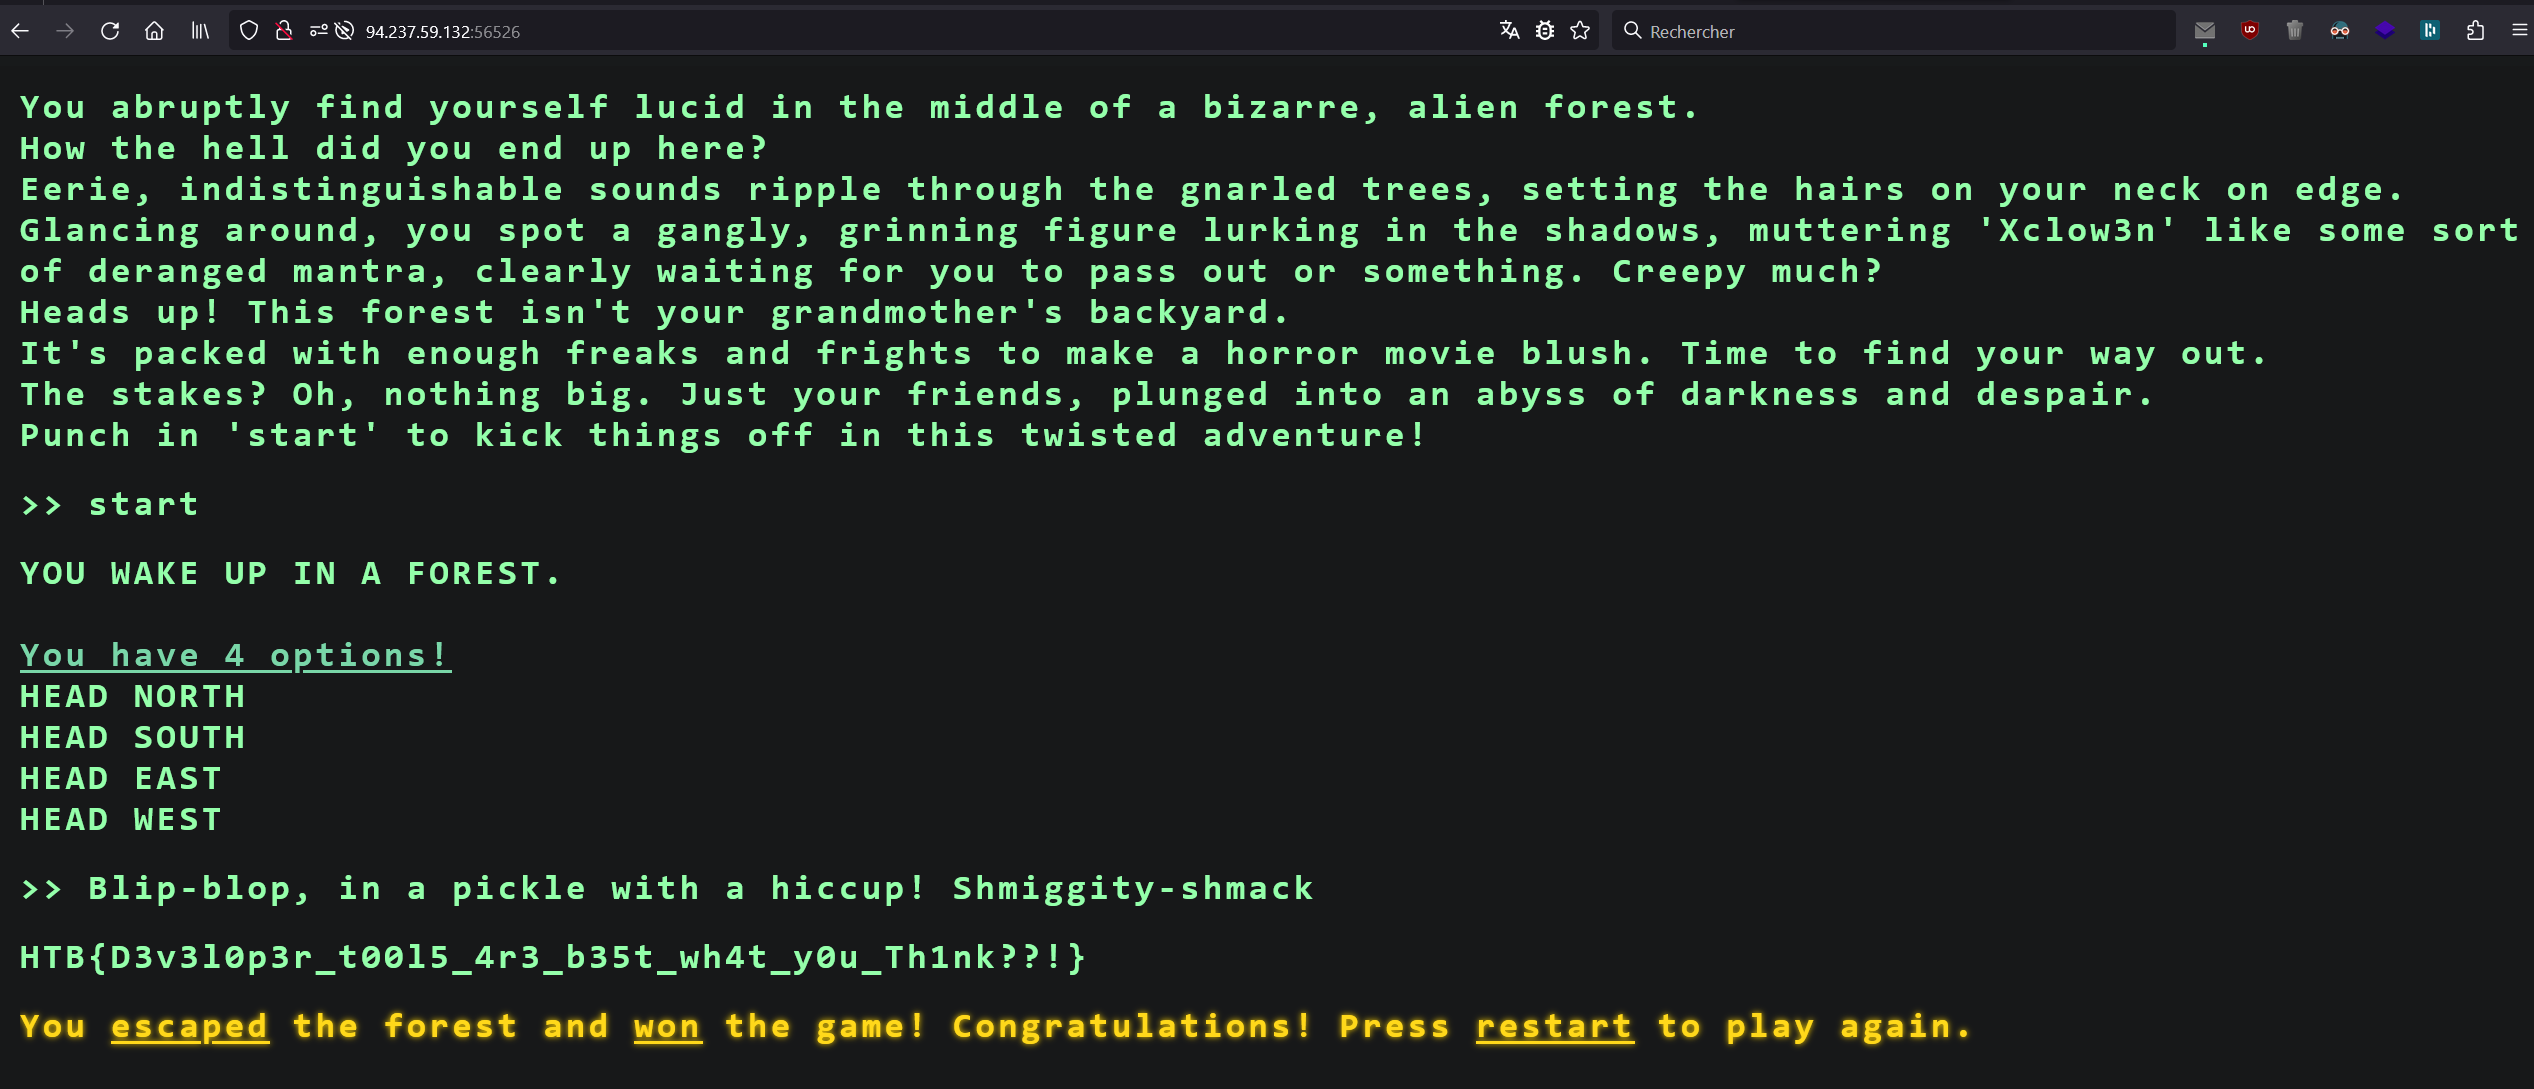 94.237.59.132:56526
Rechercher
You abruptly find yourself lucid in the middle of a bizarre, alien forest.
How the hell did you end up here?
Eerie, indistinguishable sounds ripple through the gnarled trees, setting the hairs on your neck on edge.
Glancing around, you spot a gangly, grinning figure lurking in the shadows, muttering 'Xclow3n' like some sort
of deranged mantra, clearly waiting for you to pass out or something. Creepy much?
Heads up! This forest isn't your grandmother's backyard.
It's packed with enough freaks and frights to make a horror movie blush. Time to find your way out.
The stakes? Oh, nothing big. Just your friends, plunged into an abyss of darkness and despair.
Punch in 'start' to kick things off in this twisted adventure!
>> start
YOU WAKE UP IN A FOREST.
You have 4 options!
HEAD NORTH
HEAD SOUTH
HEAD EAST
HEAD WEST
>> Blip-blop, in a pickle with a hiccup! Shmiggity-shmack
HTB{D3v3l0p3r_t00l5_4r3_b35t_wh4t_y0u_Th1nk??!}
You escaped the forest and won the game! Congratulations! Press restart to play again.